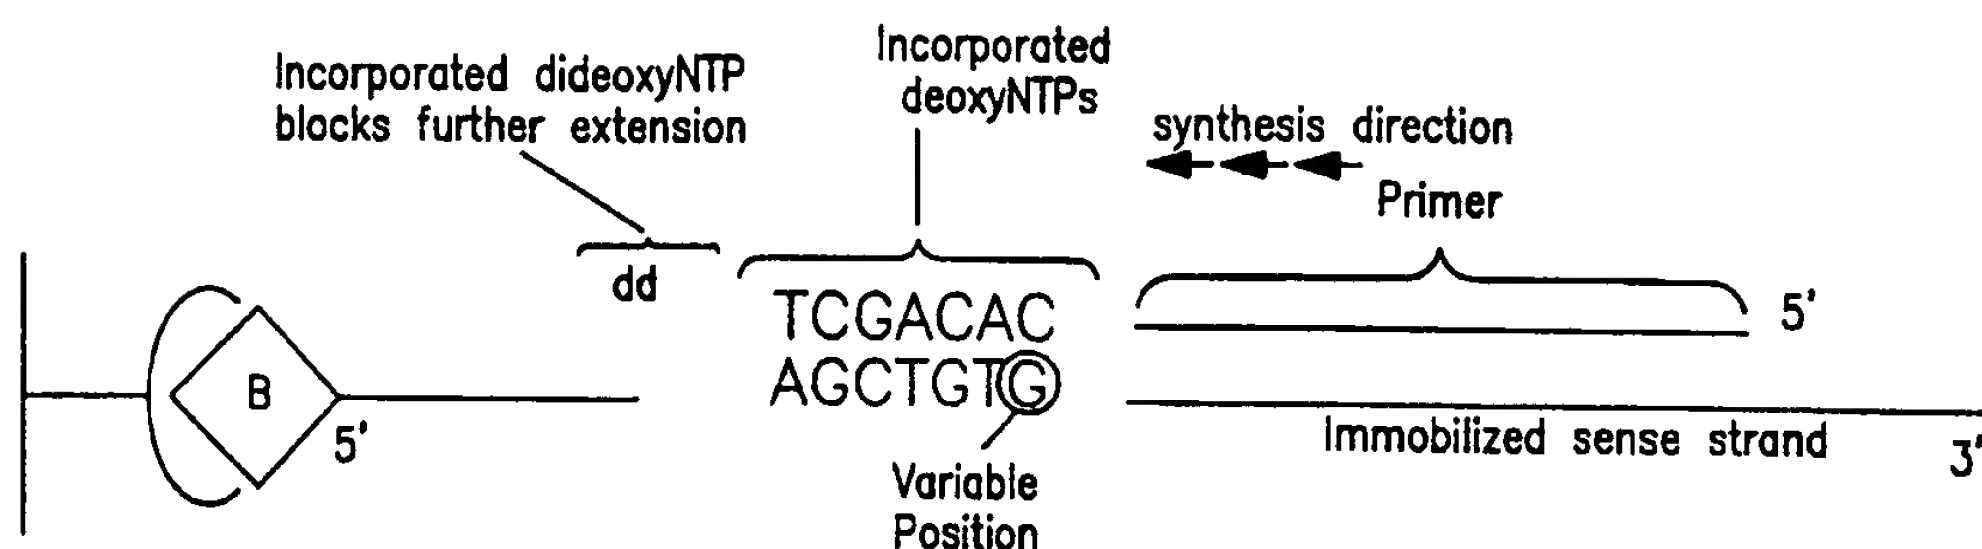 Incorporated dideoxyNTP
blocks further extension
Incorporated
deoxyNTPs
synthesis direction
Primer
dd
TCGACAC
5'
AGCTGTG
B
5'
Immobilized sense strand
3'
Variable
Position